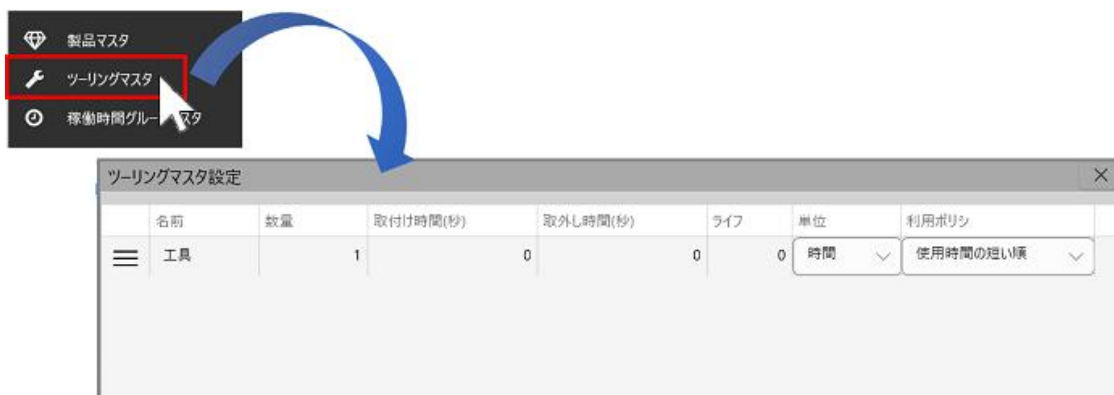 製品マスタ
ツーリングマスタ
稼働時間グルー マスタ
ツーリングマスタ設定
名前 数量 取付け時間(秒) 取外し時間(秒) ライフ 単位 利用ポリシ
工具 1 0 0 0 時間 使用時間の短い順